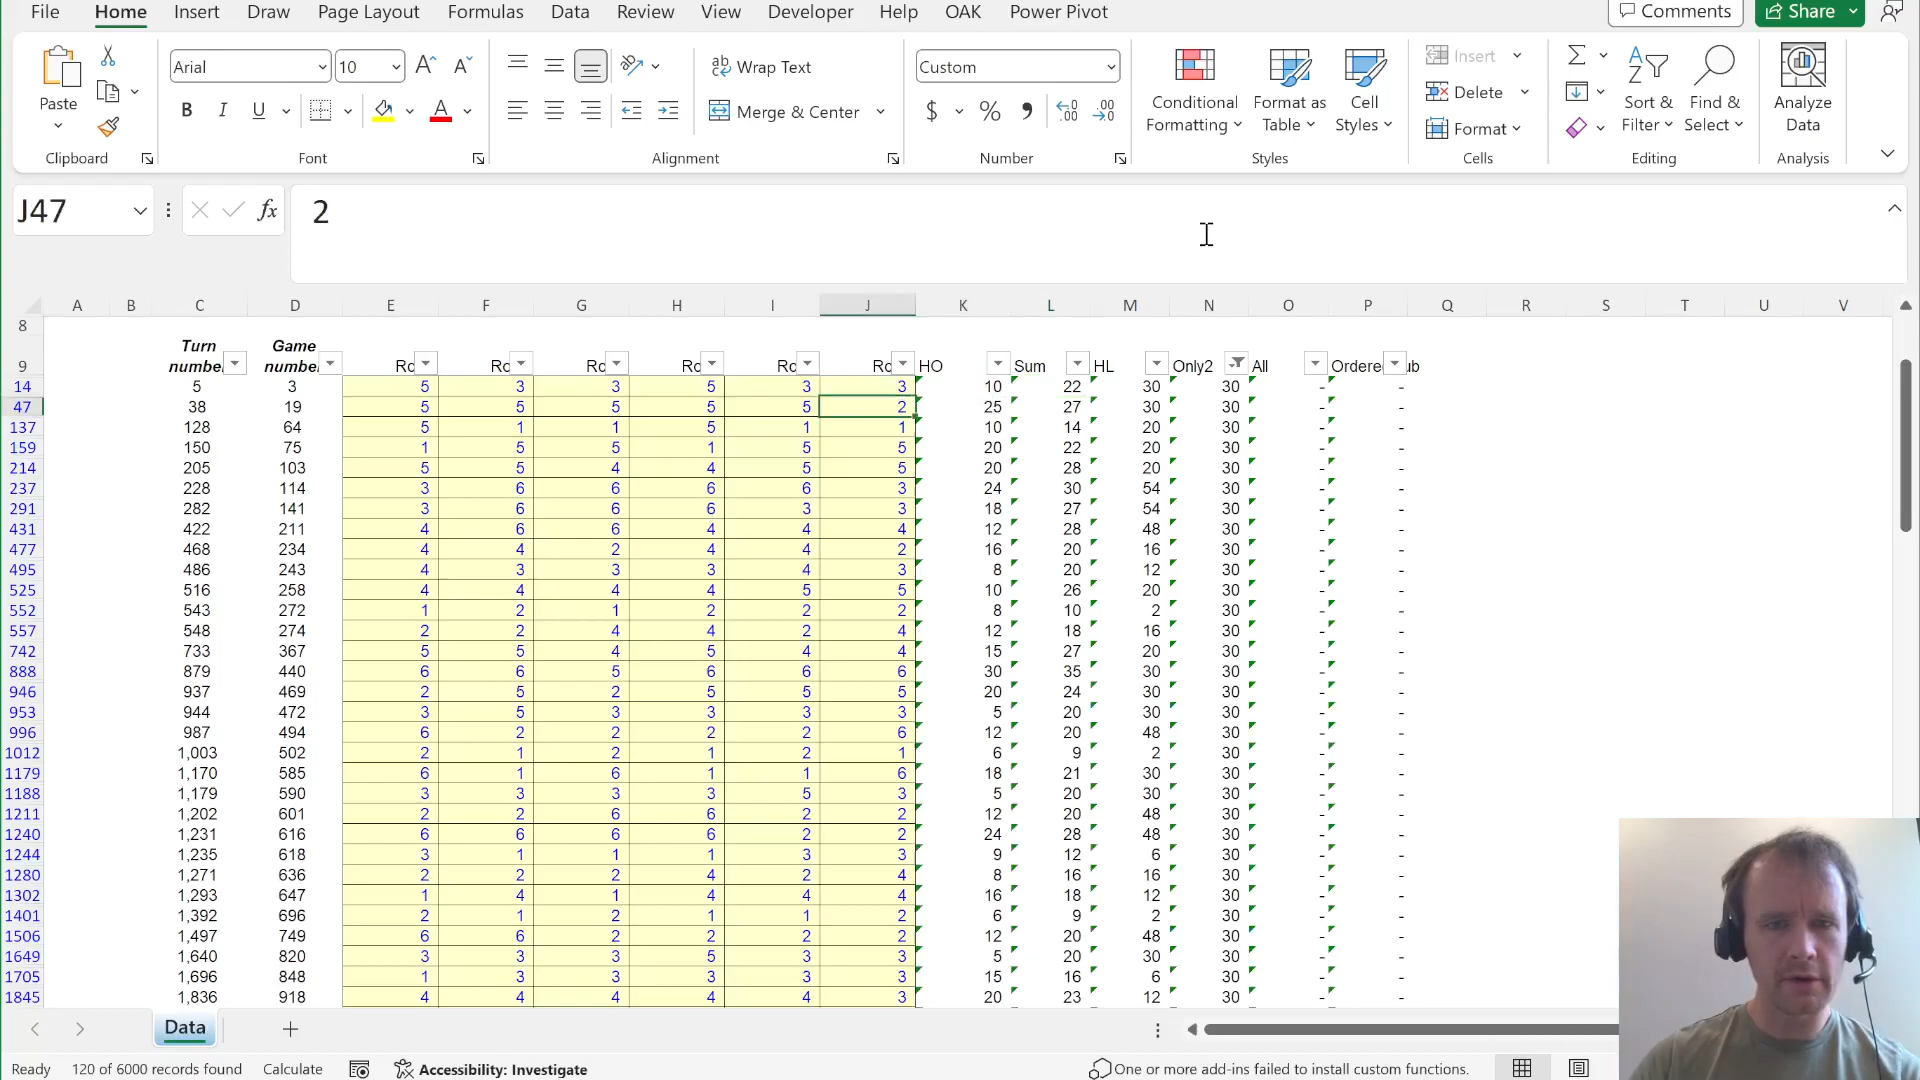 File Home Insert Draw Page Layout Formulas Data Review View Developer Help OAK Power Pivot Comments Share
Arial 10 Wrap Text Custom Insert
Paste Conditional Format as Cell Delete Sort & Find & Analyze
B I U Merge & Center $ % Formatting Table Styles Format Filter Select Data
Clipboard Font Alignment Number Styles Cells Editing Analysis
J47 fx 2
A B C D E F G H I J K L M N O P Q R S T U V
8
Turn Game
9 number number Ro Ro Ro Ro Ro Ro HO Sum HL Only2 All Ordere ub
14 5 3 5 3 3 5 3 3 10 22 30 30 - -
47 38 19 5 5 5 5 5 2 25 27 30 30 - -
137 128 64 5 1 1 5 1 1 10 14 20 30 - -
159 150 75 1 5 5 1 5 5 20 22 20 30 - -
214 205 103 5 5 4 4 5 5 20 28 20 30 - -
237 228 114 3 6 6 6 6 3 24 30 54 30 - -
291 282 141 3 6 6 6 3 3 18 27 54 30 - -
431 422 211 4 6 6 4 4 4 12 28 48 30 - -
477 468 234 4 4 2 4 4 2 16 20 16 30 - -
495 486 243 4 3 3 3 4 3 8 20 12 30 - -
525 516 258 4 4 4 4 5 5 10 26 20 30 - -
552 543 272 1 2 1 2 2 2 8 10 2 30 - -
557 548 274 2 2 4 4 2 4 12 18 16 30 - -
742 733 367 5 5 4 5 4 4 15 27 20 30 - -
888 879 440 6 6 5 6 6 6 30 35 30 30 - -
946 937 469 2 5 2 5 5 5 20 24 30 30 - -
953 944 472 3 5 3 3 3 3 5 20 30 30 - -
996 987 494 6 2 2 2 2 6 12 20 48 30 - -
1012 1,003 502 2 1 2 1 2 1 6 9 2 30 - -
1179 1,170 585 6 1 6 1 1 6 18 21 30 30 - -
1188 1,179 590 3 3 3 3 5 3 5 20 30 30 - -
1211 1,202 601 2 2 6 6 2 2 12 20 48 30 - -
1240 1,231 616 6 6 6 6 2 2 24 28 48 30 - -
1244 1,235 618 3 1 1 1 3 3 9 12 6 30 - -
1280 1,271 636 2 2 2 4 2 4 8 16 16 30 - -
1302 1,293 647 1 4 1 4 4 4 16 18 12 30 - -
1401 1,392 696 2 1 2 1 1 2 6 9 2 30 - -
1506 1,497 749 6 6 2 2 2 2 12 20 48 30 - -
1649 1,640 820 3 3 3 5 3 3 5 20 30 30 - -
1705 1,696 848 1 3 3 3 3 3 15 16 6 30 - -
1845 1,836 918 4 4 4 4 4 3 20 23 12 30 - -
Data
Ready 120 of 6000 records found Calculate Accessibility: Investigate One or more add-ins failed to install custom functions.